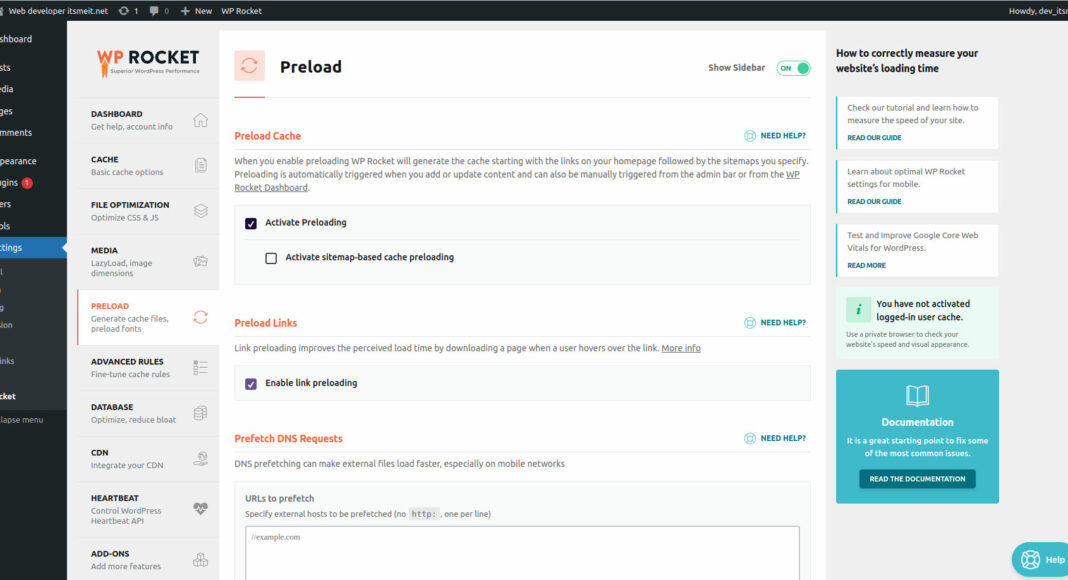 Web developer itsmeit.net 1 0 New WP Rocket
Howdy, dev_its
shboard
sts
edia
ges
omments
pearance
ugins 1
ers
ols
ttings
l
g
sion
inks
cket
lapse menu
WP ROCKET
Superior WordPress Performance
DASHBOARD
Get help, account info
CACHE
Basic cache options
FILE OPTIMIZATION
Optimize CSS & JS
MEDIA
LazyLoad, image
dimensions
PRELOAD
Generate cache files,
preload fonts
ADVANCED RULES
Fine-tune cache rules
DATABASE
Optimize, reduce bloat
CDN
Integrate your CDN
HEARTBEAT
Control WordPress
Heartbeat API
ADD-ONS
Add more features
Preload
Show Sidebar ON
Preload Cache
NEED HELP?
When you enable preloading WP Rocket will generate the cache starting with the links on your homepage followed by the sitemaps you specify.
Preloading is automatically triggered when you add or update content and can also be manually triggered from the admin bar or from the WP
Rocket Dashboard.
Activate Preloading
Activate sitemap-based cache preloading
Preload Links
NEED HELP?
Link preloading improves the perceived load time by downloading a page when a user hovers over the link. More info
Enable link preloading
Prefetch DNS Requests
NEED HELP?
DNS prefetching can make external files load faster, especially on mobile networks
URLs to prefetch
Specify external hosts to be prefetched (no http:, one per line)
//example.com
How to correctly measure your
website's loading time
Check our tutorial and learn how to
measure the speed of your site.
READ OUR GUIDE
Learn about optimal WP Rocket
settings for mobile.
READ OUR GUIDE
Test and Improve Google Core Web
Vitals for WordPress.
READ MORE
i
You have not activated
logged-in user cache.
Use a private browser to check your
website's speed and visual appearance.
Documentation
It is a great starting point to fix some
of the most common issues.
READ THE DOCUMENTATION
Help